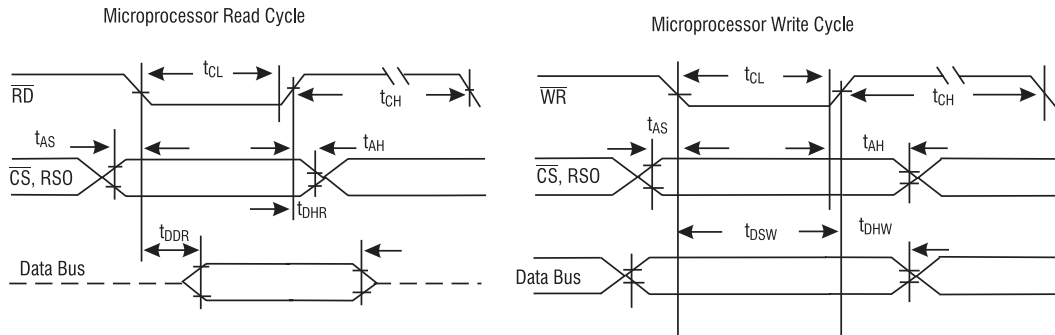 Microprocessor Read Cycle
RD
tCL
tCH
tAS
tAH
CS, RSO
tDHR
tDDR
Data Bus
Microprocessor Write Cycle
WR
tCL
tCH
tAS
tAH
CS, RSO
tDSW
tDHW
Data Bus